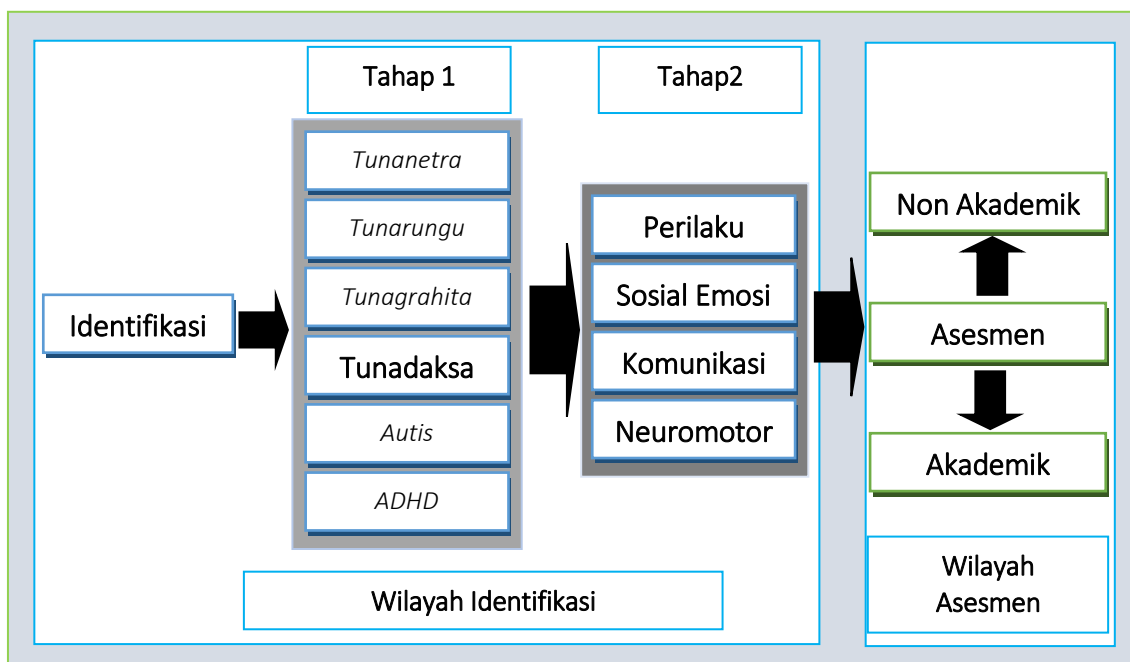 Tahap 1
Tahap2
Identifikasi
Tunanetra
Tunarungu
Tunagrahita
Tunadaksa
Autis
ADHD
Perilaku
Sosial Emosi
Komunikasi
Neuromotor
Non Akademik
Asesmen
Akademik
Wilayah Identifikasi
Wilayah
Asesmen